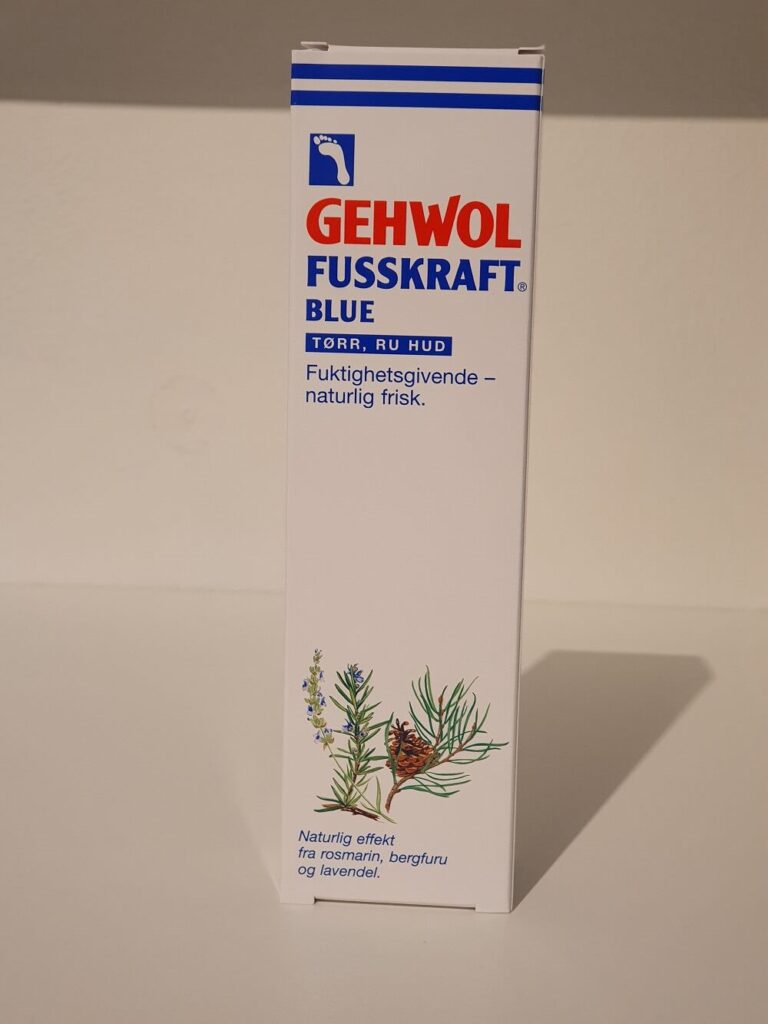 GEHWOL
FUSSKRAFT®
BLUE
TØRR, RU HUD
Fuktighetsgivende –
naturlig frisk.
Naturlig effekt
fra rosmarin, bergfuru
og lavendel.